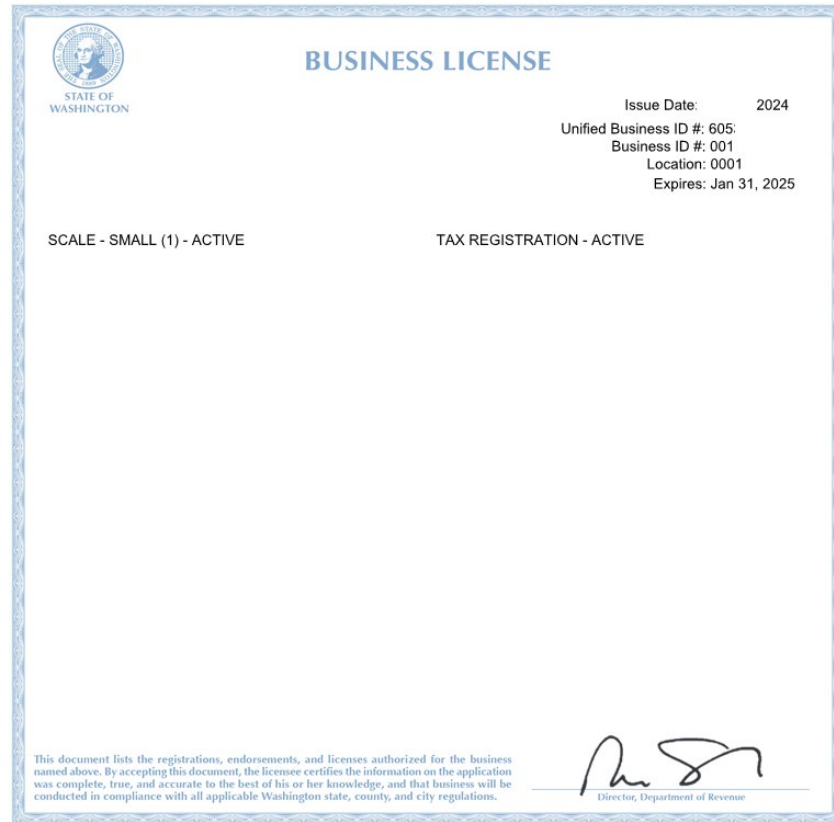 BUSINESS LICENSE
STATE OF
WASHINGTON
Issue Date: 2024
Unified Business ID #: 605
Business ID #: 001
Location: 0001
Expires: Jan 31, 2025
SCALE - SMALL (1) - ACTIVE TAX REGISTRATION - ACTIVE
This document lists the registrations, endorsements, and licenses authorized for the business
named above. By accepting this document, the licensee certifies the information on the application
was complete, true, and accurate to the best of his or her knowledge, and that business will be
conducted in compliance with all applicable Washington state, county, and city regulations.
Director, Department of Revenue